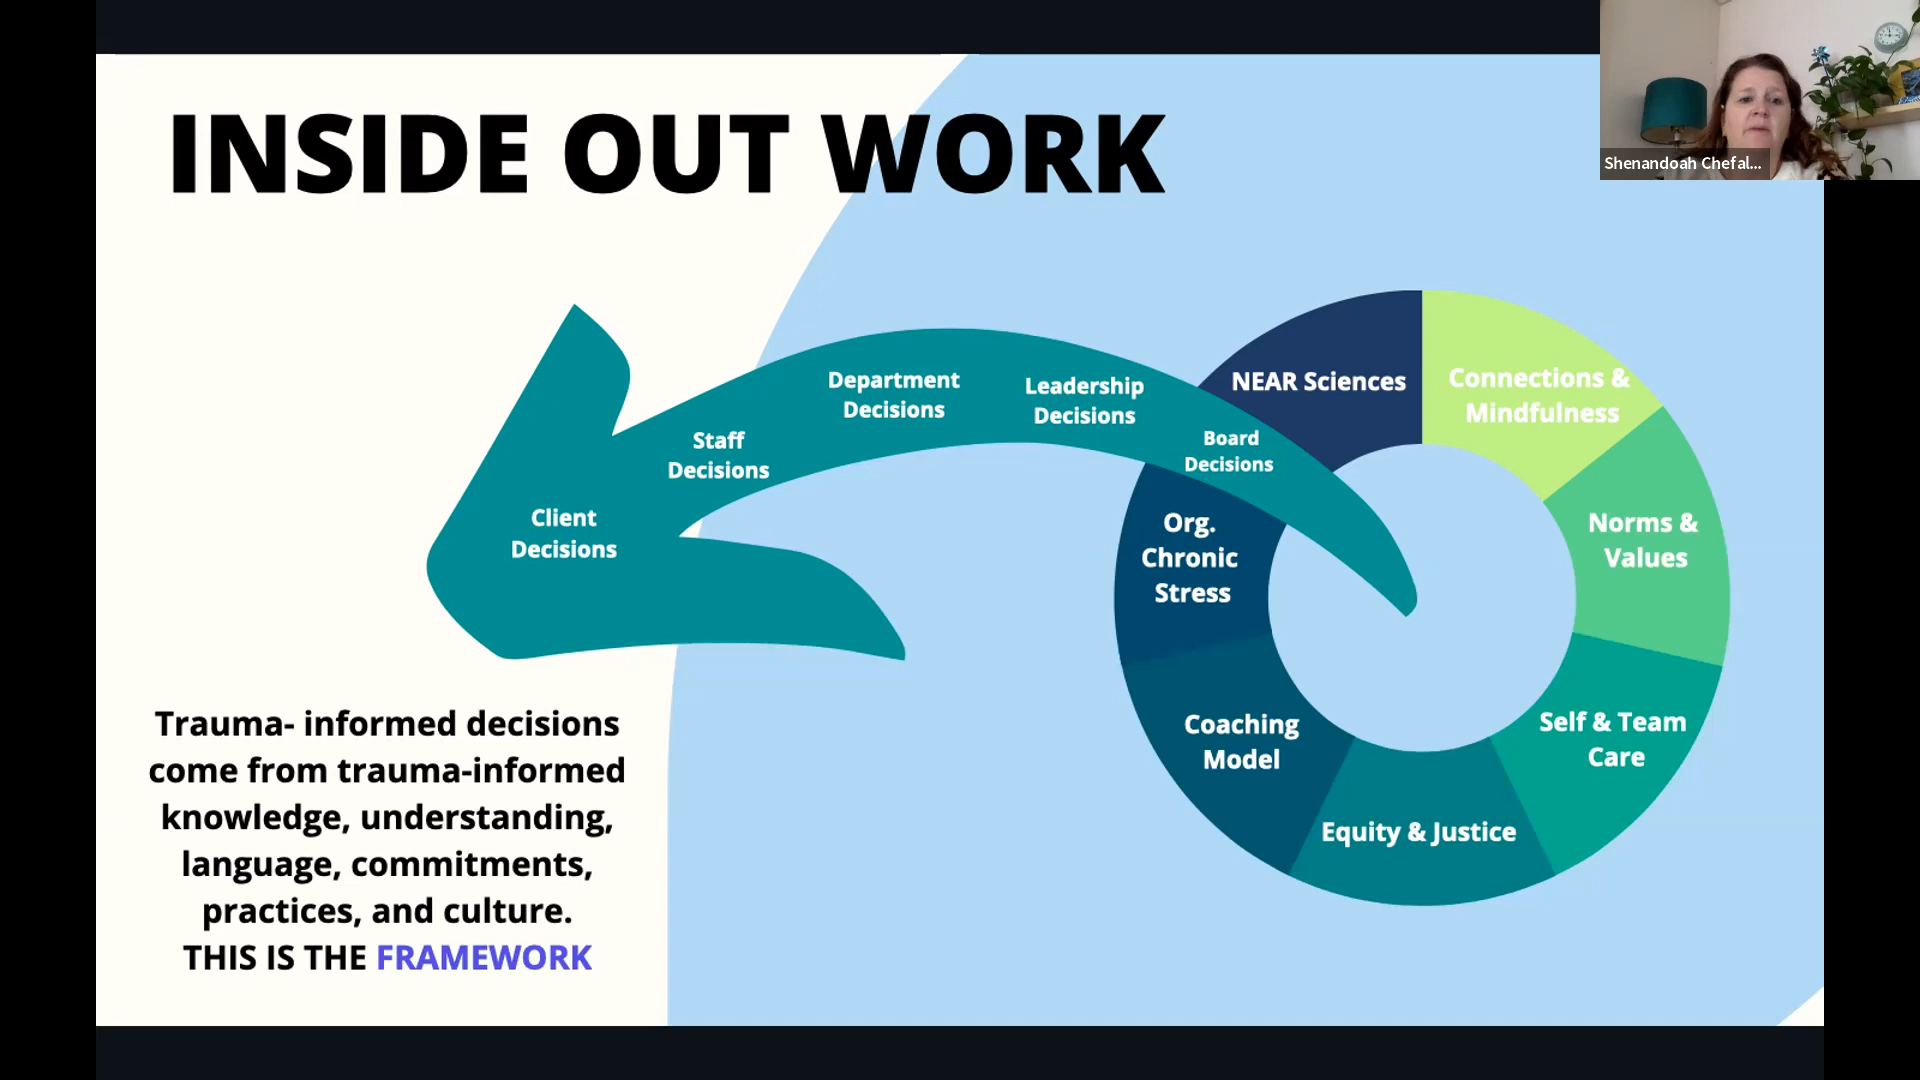 INSIDE OUT WORK
Shenandoah Chefal...
NEAR Sciences
Connections &
Mindfulness
Norms &
Values
Self & Team
Care
Equity & Justice
Coaching
Model
Org.
Chronic
Stress
Board
Decisions
Leadership
Decisions
Department
Decisions
Staff
Decisions
Client
Decisions
Trauma- informed decisions
come from trauma-informed
knowledge, understanding,
language, commitments,
practices, and culture.
THIS IS THE FRAMEWORK